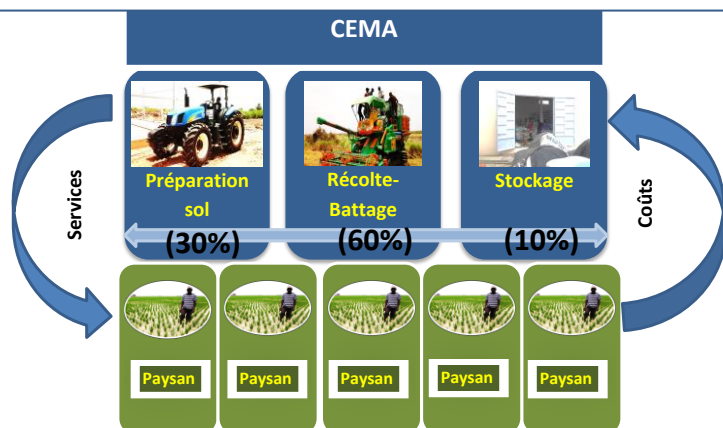 CEMA
Services
Préparation
sol
(30%)
Récolte-
Battage
(60%)
Stockage
(10%)
Coûts
Paysan
Paysan
Paysan
Paysan
Paysan